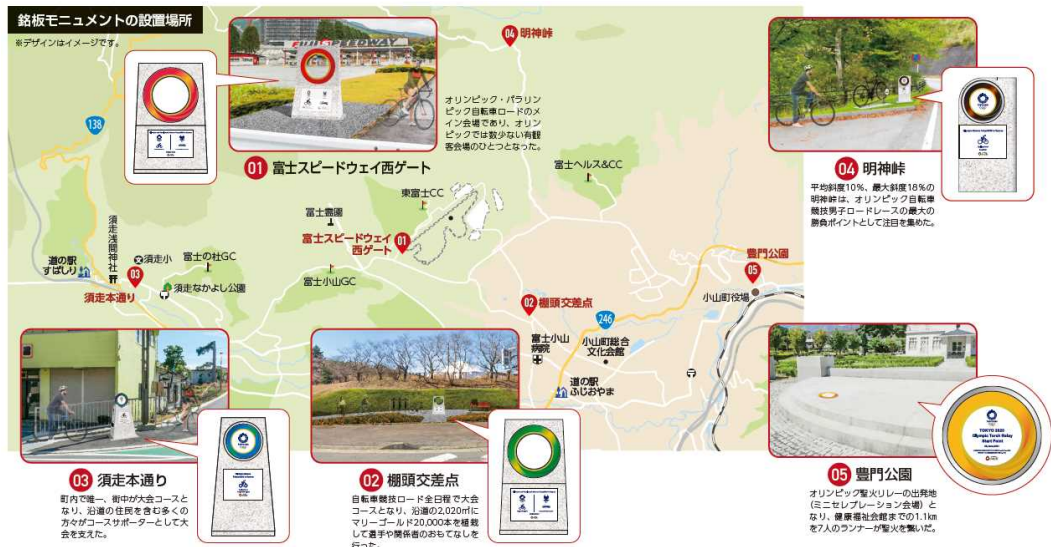 銘板モニュメントの設置場所
※デザインはイメージです。
FUJI SPEEDWAY
オリンピック・パラリン
ピック自転車ロードのメ
イン会場であり、オリン
ピックでは数少ない有観
客会場のひとつとなった。
01 富士スピードウェイ西ゲート
04 明神峠
04 明神峠
平均斜度10%、最大斜度18%の
明神峠は、オリンピック自転車
競技男子ロードレースの最大の
勝負ポイントとして注目を集めた。
138
富士ヘルス&CC
東富士CC
冨士霊園
富士スピードウェイ
西ゲート
01
須走浅間神社
須走小
富士の杜GC
道の駅
すばしり
03
須走本通り
須走なかよし公園
富士小山GC
豊門公園
05
小山町役場
02 棚頭交差点
246
富士小山
病院
小山町総合
文化会館
道の駅
ふじおやま
03 須走本通り
町内で唯一、街中が大会コースと
なり、沿道の住民を含む多くの
方々がコースサポーターとして大
会を支えた。
02 棚頭交差点
自転車競技ロード全日程で大会
コースとなり、沿道の2,020㎡に
マリーゴールド20,000本を植栽
して選手や関係者のおもてなしを
行った。
TOKYO 2020
Olympic Torch Relay
Start Point
05 豊門公園
オリンピック聖火リレーの出発地
(ミニセレブレーション会場)と
なり、健康福祉会館までの1.1km
を7人のランナーが聖火を繋いだ。